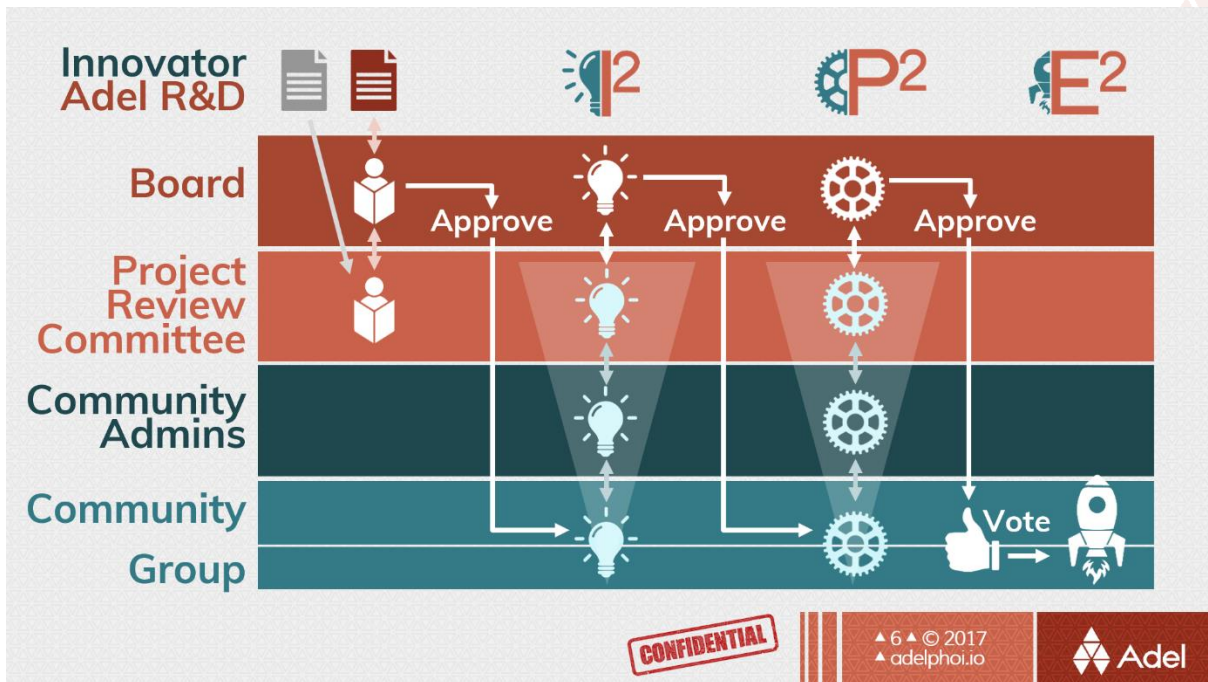 Innovator
Adel R&D
I2
P2
E2
Board
Approve
Approve
Approve
Project
Review
Committee
Community
Admins
Community
Vote
Group
CONFIDENTIAL
▲ 6 ▲ © 2017
▲ adelphoi.io
Adel